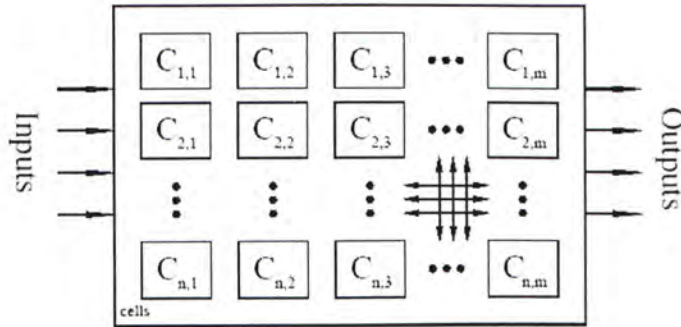 Inputs
C1,1 C1,2 C1,3 ••• C1,m
C2,1 C2,2 C2,3 ••• C2,m
Cn,1 Cn,2 Cn,3 ••• Cn,m
cells
Outputs